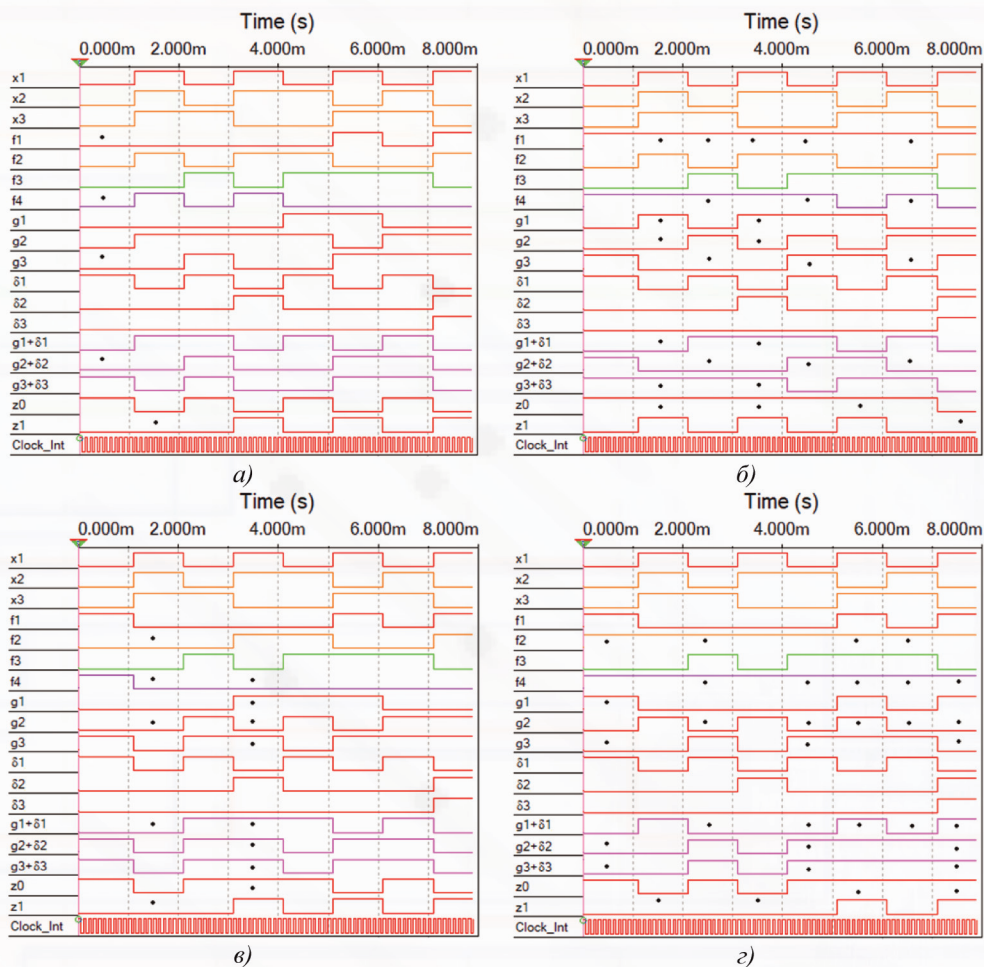 Time (s)
0.000m 2.000m 4.000m 6.000m 8.000m
x1
x2
x3
f1
f2
f3
f4
g1
g2
g3
δ1
δ2
δ3
g1+δ1
g2+δ2
g3+δ3
z0
z1
Clock_Int
а)
Time (s)
0.000m 2.000m 4.000m 6.000m 8.000m
x1
x2
x3
f1
f2
f3
f4
g1
g2
g3
δ1
δ2
δ3
g1+δ1
g2+δ2
g3+δ3
z0
z1
Clock_Int
б)
Time (s)
0.000m 2.000m 4.000m 6.000m 8.000m
x1
x2
x3
f1
f2
f3
f4
g1
g2
g3
δ1
δ2
δ3
g1+δ1
g2+δ2
g3+δ3
z0
z1
Clock_Int
в)
Time (s)
0.000m 2.000m 4.000m 6.000m 8.000m
x1
x2
x3
f1
f2
f3
f4
g1
g2
g3
δ1
δ2
δ3
g1+δ1
g2+δ2
g3+δ3
z0
z1
Clock_Int
г)